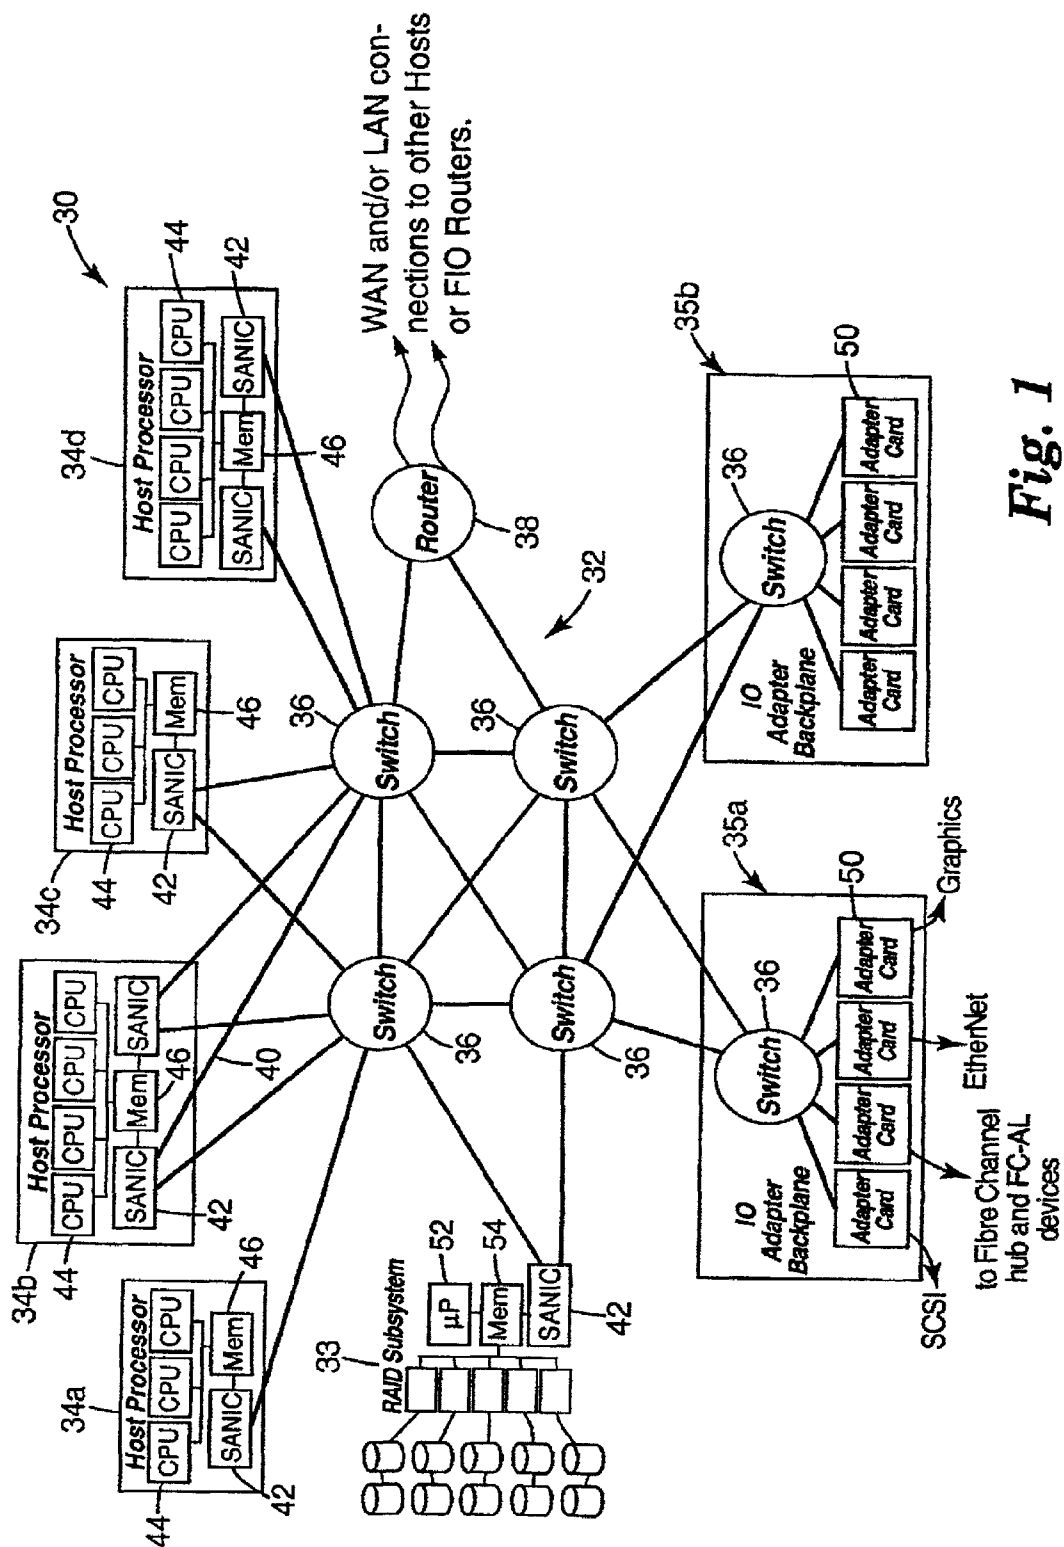 30
34d
Host Processor
CPU
CPU
CPU
CPU
44
SANIC
Mem
SANIC
42
46
34c
Host Processor
CPU
CPU
CPU
44
SANIC
Mem
42
46
34b
Host Processor
CPU
CPU
CPU
CPU
44
SANIC
Mem
SANIC
42
46
40
34a
Host Processor
CPU
CPU
CPU
44
SANIC
Mem
42
46
WAN and/or LAN con-
nections to other Hosts
or FIO Routers.
Router
38
32
36
Switch
36
Switch
Switch
36
Switch
36
33
RAID Subsystem
µP
52
Mem
54
SANIC
42
35a
IO
Adapter
Backplane
Switch
36
50
Adapter
Card
Adapter
Card
Adapter
Card
Adapter
Card
SCSI
to Fibre Channel
hub and FC-AL
devices
EtherNet
Graphics
35b
IO
Adapter
Backplane
Switch
36
50
Adapter
Card
Adapter
Card
Adapter
Card
Adapter
Card
Fig. 1